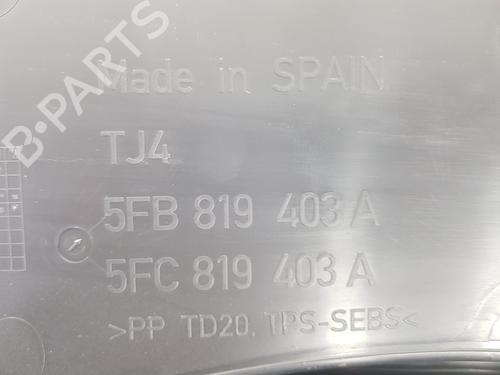 B-PARTS
Made in SPAIN
TJ4
5FB 819 403 A
5FC 819 403 A
>PP TD20, TPS-SEBS<